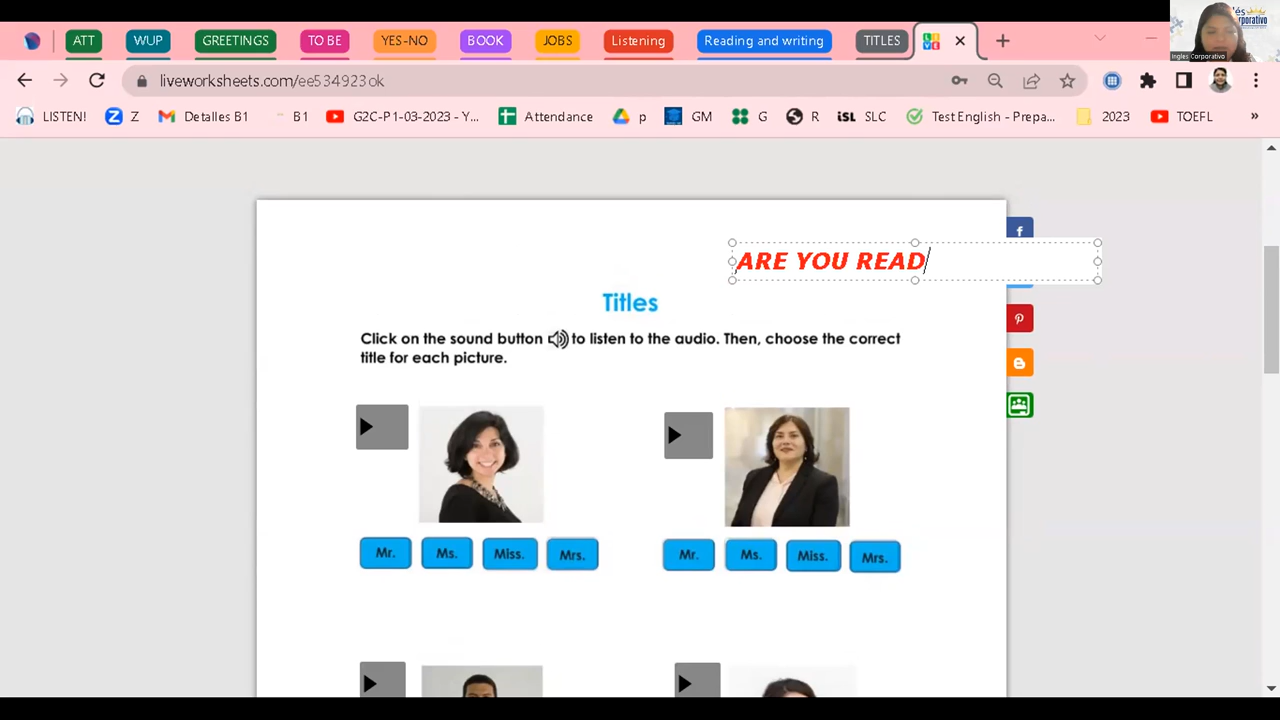 ATT
WUP
GREETINGS
TO BE
YES-NO
BOOK
JOBS
Listening
Reading and writing
TITLES
Ingles Corporativo
liveworksheets.com/ee534923ok
LISTEN!
Z
Detalles B1
B1
G2C-P1-03-2023 - Y...
Attendance
p
GM
G
R
iSL
SLC
Test English - Prepa...
2023
TOEFL
»
ARE YOU READ
Titles
Click on the sound button to listen to the audio. Then, choose the correct
title for each picture.
Mr.
Ms.
Miss.
Mrs.
Mr.
Ms.
Miss.
Mrs.